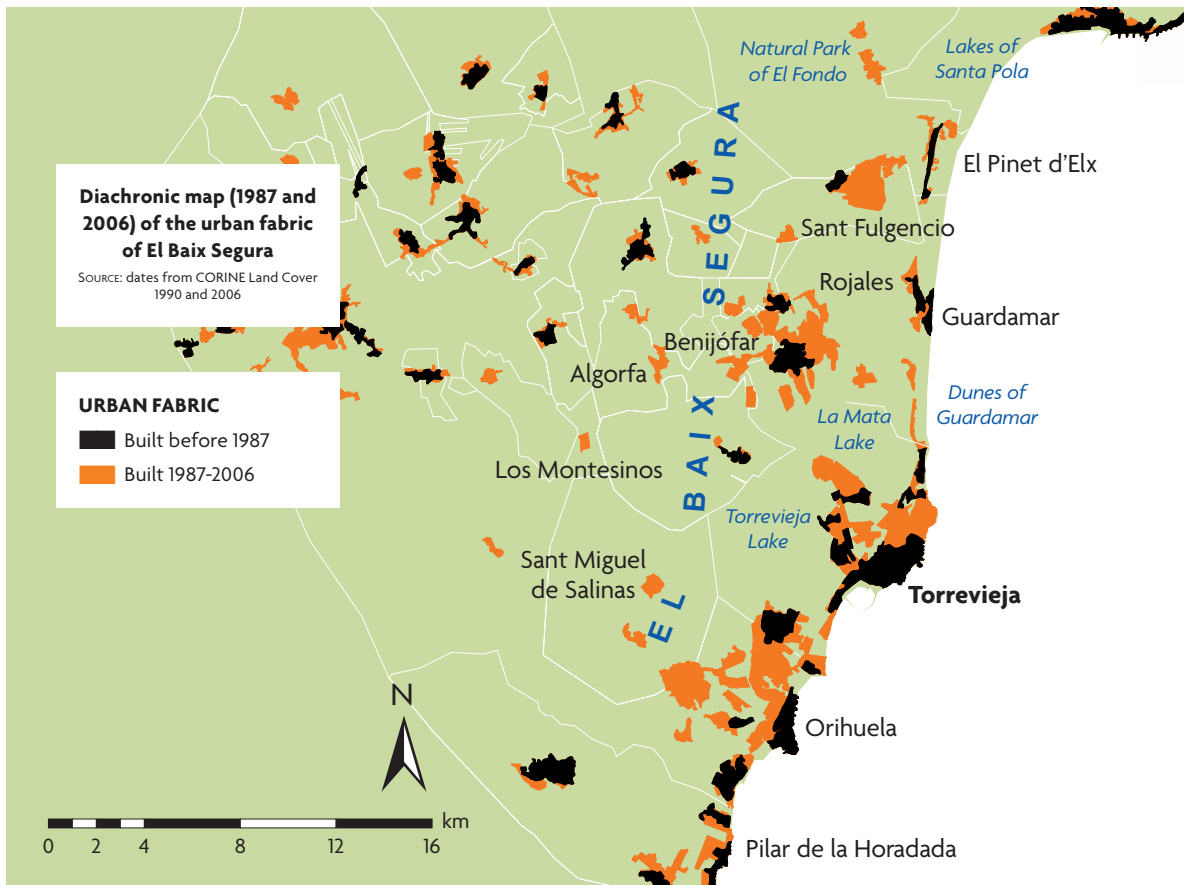 Natural Park
of El Fondo
Lakes of
Santa Pola
El Pinet d'Elx
Diachronic map (1987 and
2006) of the urban fabric
of El Baix Segura
SOURCE: dates from CORINE Land Cover
1990 and 2006
Sant Fulgencio
Rojales
Guardamar
Benijófar
Algorfa
URBAN FABRIC
Built before 1987
Built 1987-2006
Dunes of
Guardamar
La Mata
Lake
Los Montesinos
EL BAIX SEGURA
Torrevieja
Lake
Sant Miguel
de Salinas
Torrevieja
N
Orihuela
km
0 2 4 8 12 16
Pilar de la Horadada